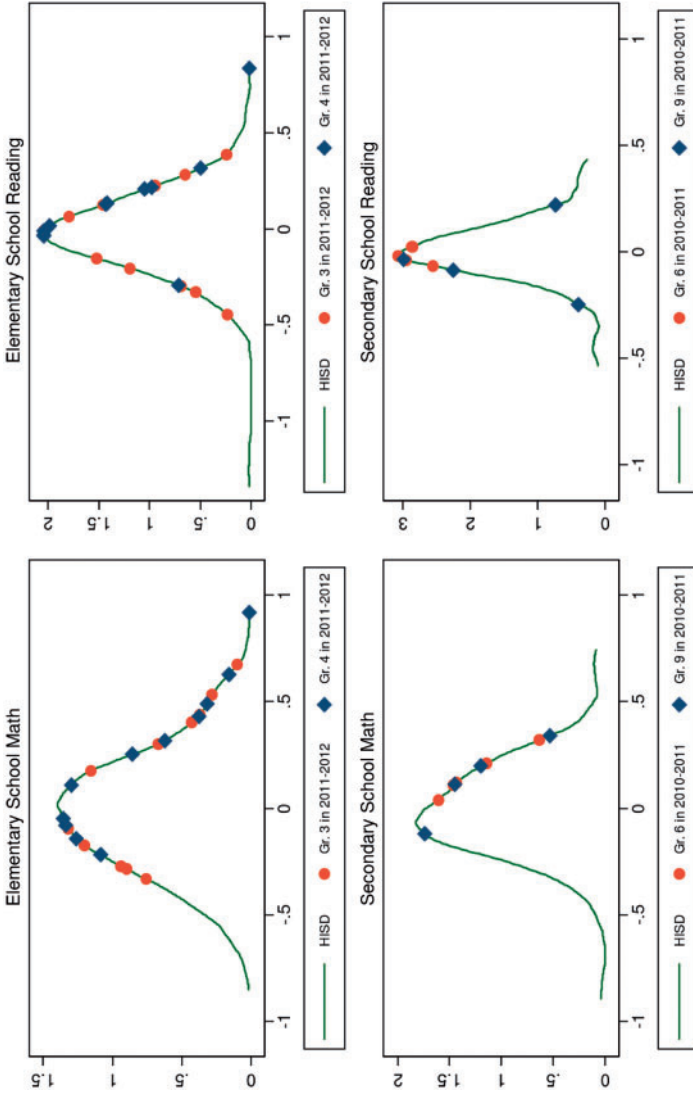 Elementary School Math
1.5
1
.5
0
-1 -.5 0 .5 1
HISD Gr. 3 in 2011-2012 Gr. 4 in 2011-2012
Elementary School Reading
2
1.5
1
.5
0
-1 -.5 0 .5 1
HISD Gr. 3 in 2011-2012 Gr. 4 in 2011-2012
Secondary School Math
2
1.5
1
.5
0
-1 -.5 0 .5 1
HISD Gr. 6 in 2010-2011 Gr. 9 in 2010-2011
Secondary School Reading
3
2
1
0
-1 -.5 0 .5 1
HISD Gr. 6 in 2010-2011 Gr. 9 in 2010-2011